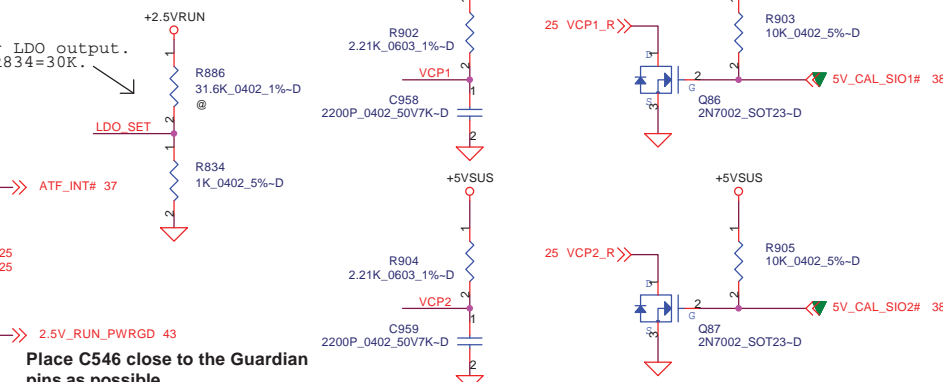 +2.5VRUN
LDO output.
R834=30K.
1
R886
31.6K_0402_1%~D
@
2
LDO_SET
1
R834
1K_0402_5%~D
2
ATF_INT# 37
25
25
2.5V_RUN_PWRGD 43
Place C546 close to the Guardian
pins as possible
R902
2.21K_0603_1%~D
2
VCP1
1
C958
2200P_0402_50V7K~D
2
25 VCP1_R
D
1
S
3
G
2
Q86
2N7002_SOT23~D
R903
10K_0402_5%~D
2
5V_CAL_SIO1# 38
+5VSUS
1
R904
2.21K_0603_1%~D
2
VCP2
1
C959
2200P_0402_50V7K~D
2
25 VCP2_R
D
1
S
3
G
2
Q87
2N7002_SOT23~D
+5VSUS
1
R905
10K_0402_5%~D
2
5V_CAL_SIO2# 38